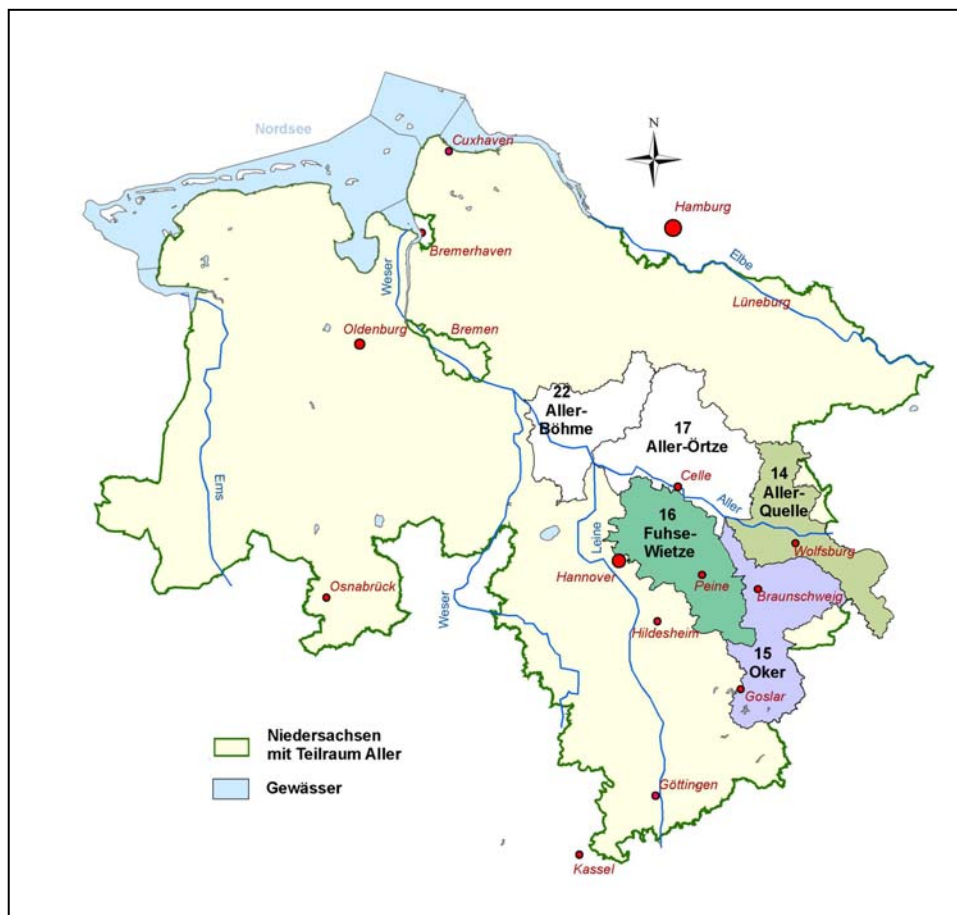 Nordsee
Cuxhaven
N
Hamburg
Bremerhaven
Weser
Elbe
Lüneburg
Oldenburg
Bremen
22
Aller-
Böhme
17
Aller-Örtze
Ems
Celle
14
Aller-
Quelle
Aller
16
Fuhse-
Wietze
Leine
Wolfsburg
Hannover
Peine
Braunschweig
Osnabrück
Weser
Hildesheim
15
Oker
Goslar
Niedersachsen
mit Teilraum Aller
Gewässer
Göttingen
Kassel